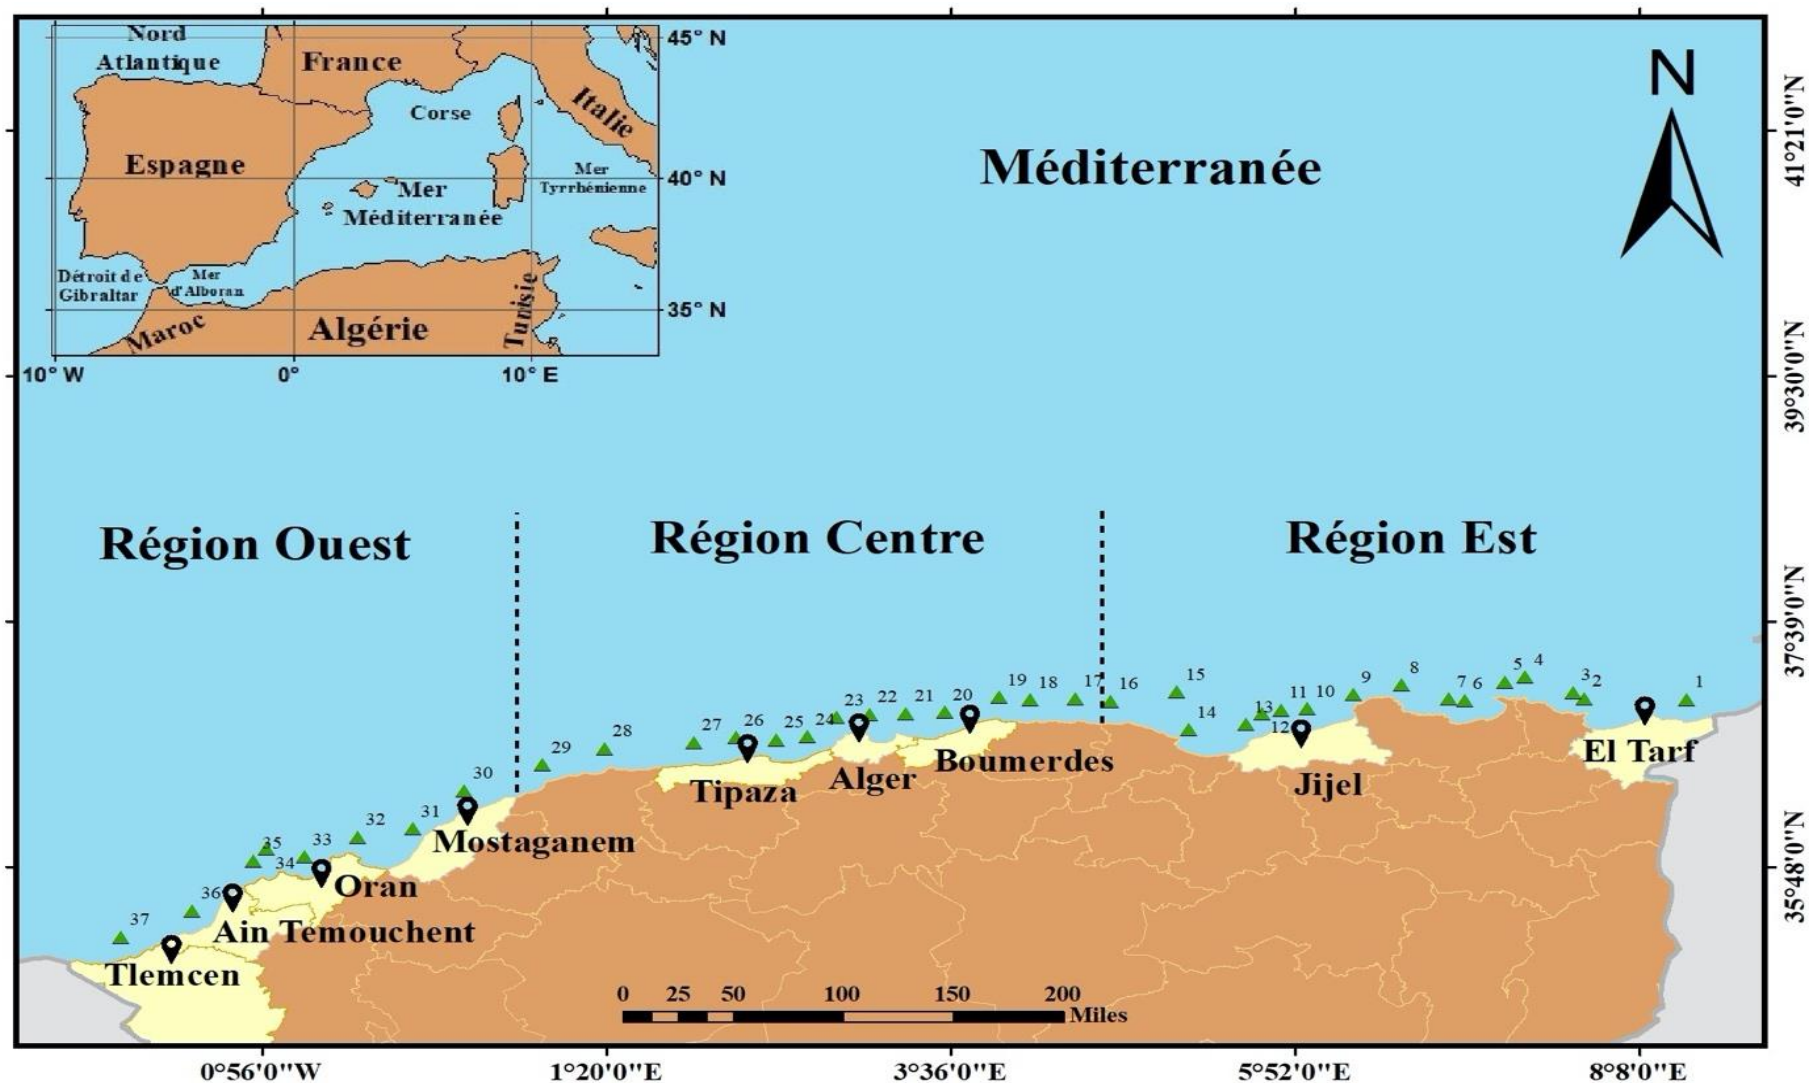 Nord
Atlantique
France
Corse
Italie
Espagne
Mer
Tyrrhénienne
Mer
Méditerranée
Détroit de
Gibraltar
Mer
d'Alboran
Maroc
Algérie
Tunisie
45° N
40° N
35° N
10° W
0°
10° E
Méditerranée
N
41°21'0"N
39°30'0"N
37°39'0"N
35°48'0"N
Région Ouest
Région Centre
Région Est
37
36
35
34
33
32
31
30
29
28
27
26
25
24
23
22
21
20
19
18
17
16
15
14
13
12
11
10
9
8
7
6
5
4
3
2
1
Tlemcen
Ain Temouchent
Oran
Mostaganem
Tipaza
Alger
Boumerdes
Jijel
El Tarf
0 25 50 100 150 200
Miles
0°56'0"W
1°20'0"E
3°36'0"E
5°52'0"E
8°8'0"E